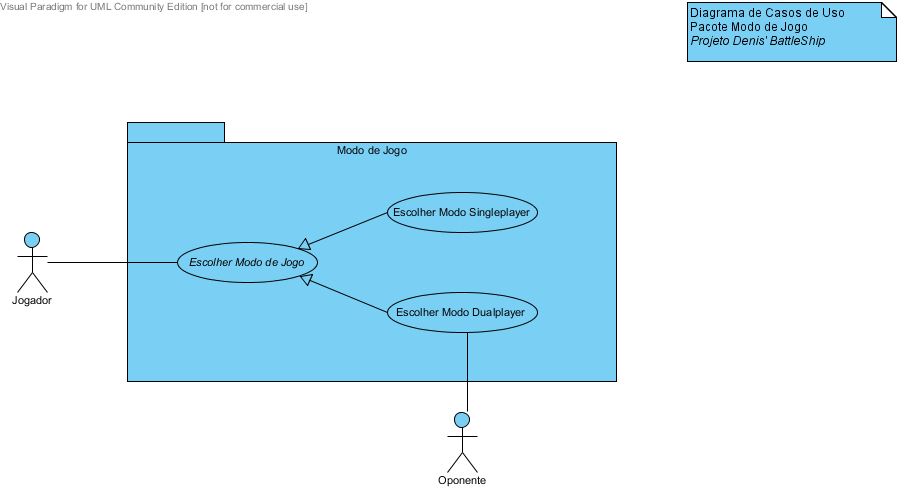 Visual Paradigm for UML Community Edition [not for commercial use]
Diagrama de Casos de Uso
Pacote Modo de Jogo
Projeto Denis' BattleShip
Modo de Jogo
Escolher Modo Singleplayer
Escolher Modo de Jogo
Jogador
Escolher Modo Dualplayer
Oponente